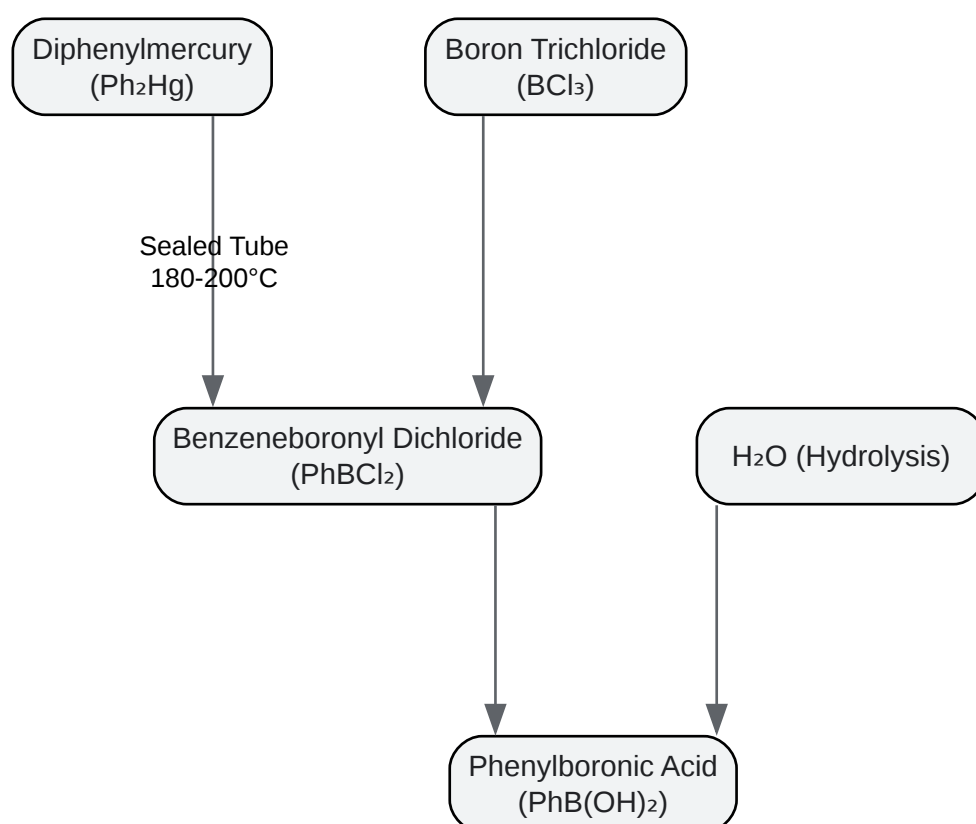 Diphenylmercury
(Ph₂Hg)
Boron Trichloride
(BCl₃)
Sealed Tube
180-200°C
Benzeneboronyl Dichloride
(PhBCl₂)
H₂O (Hydrolysis)
Phenylboronic Acid
(PhB(OH)₂)